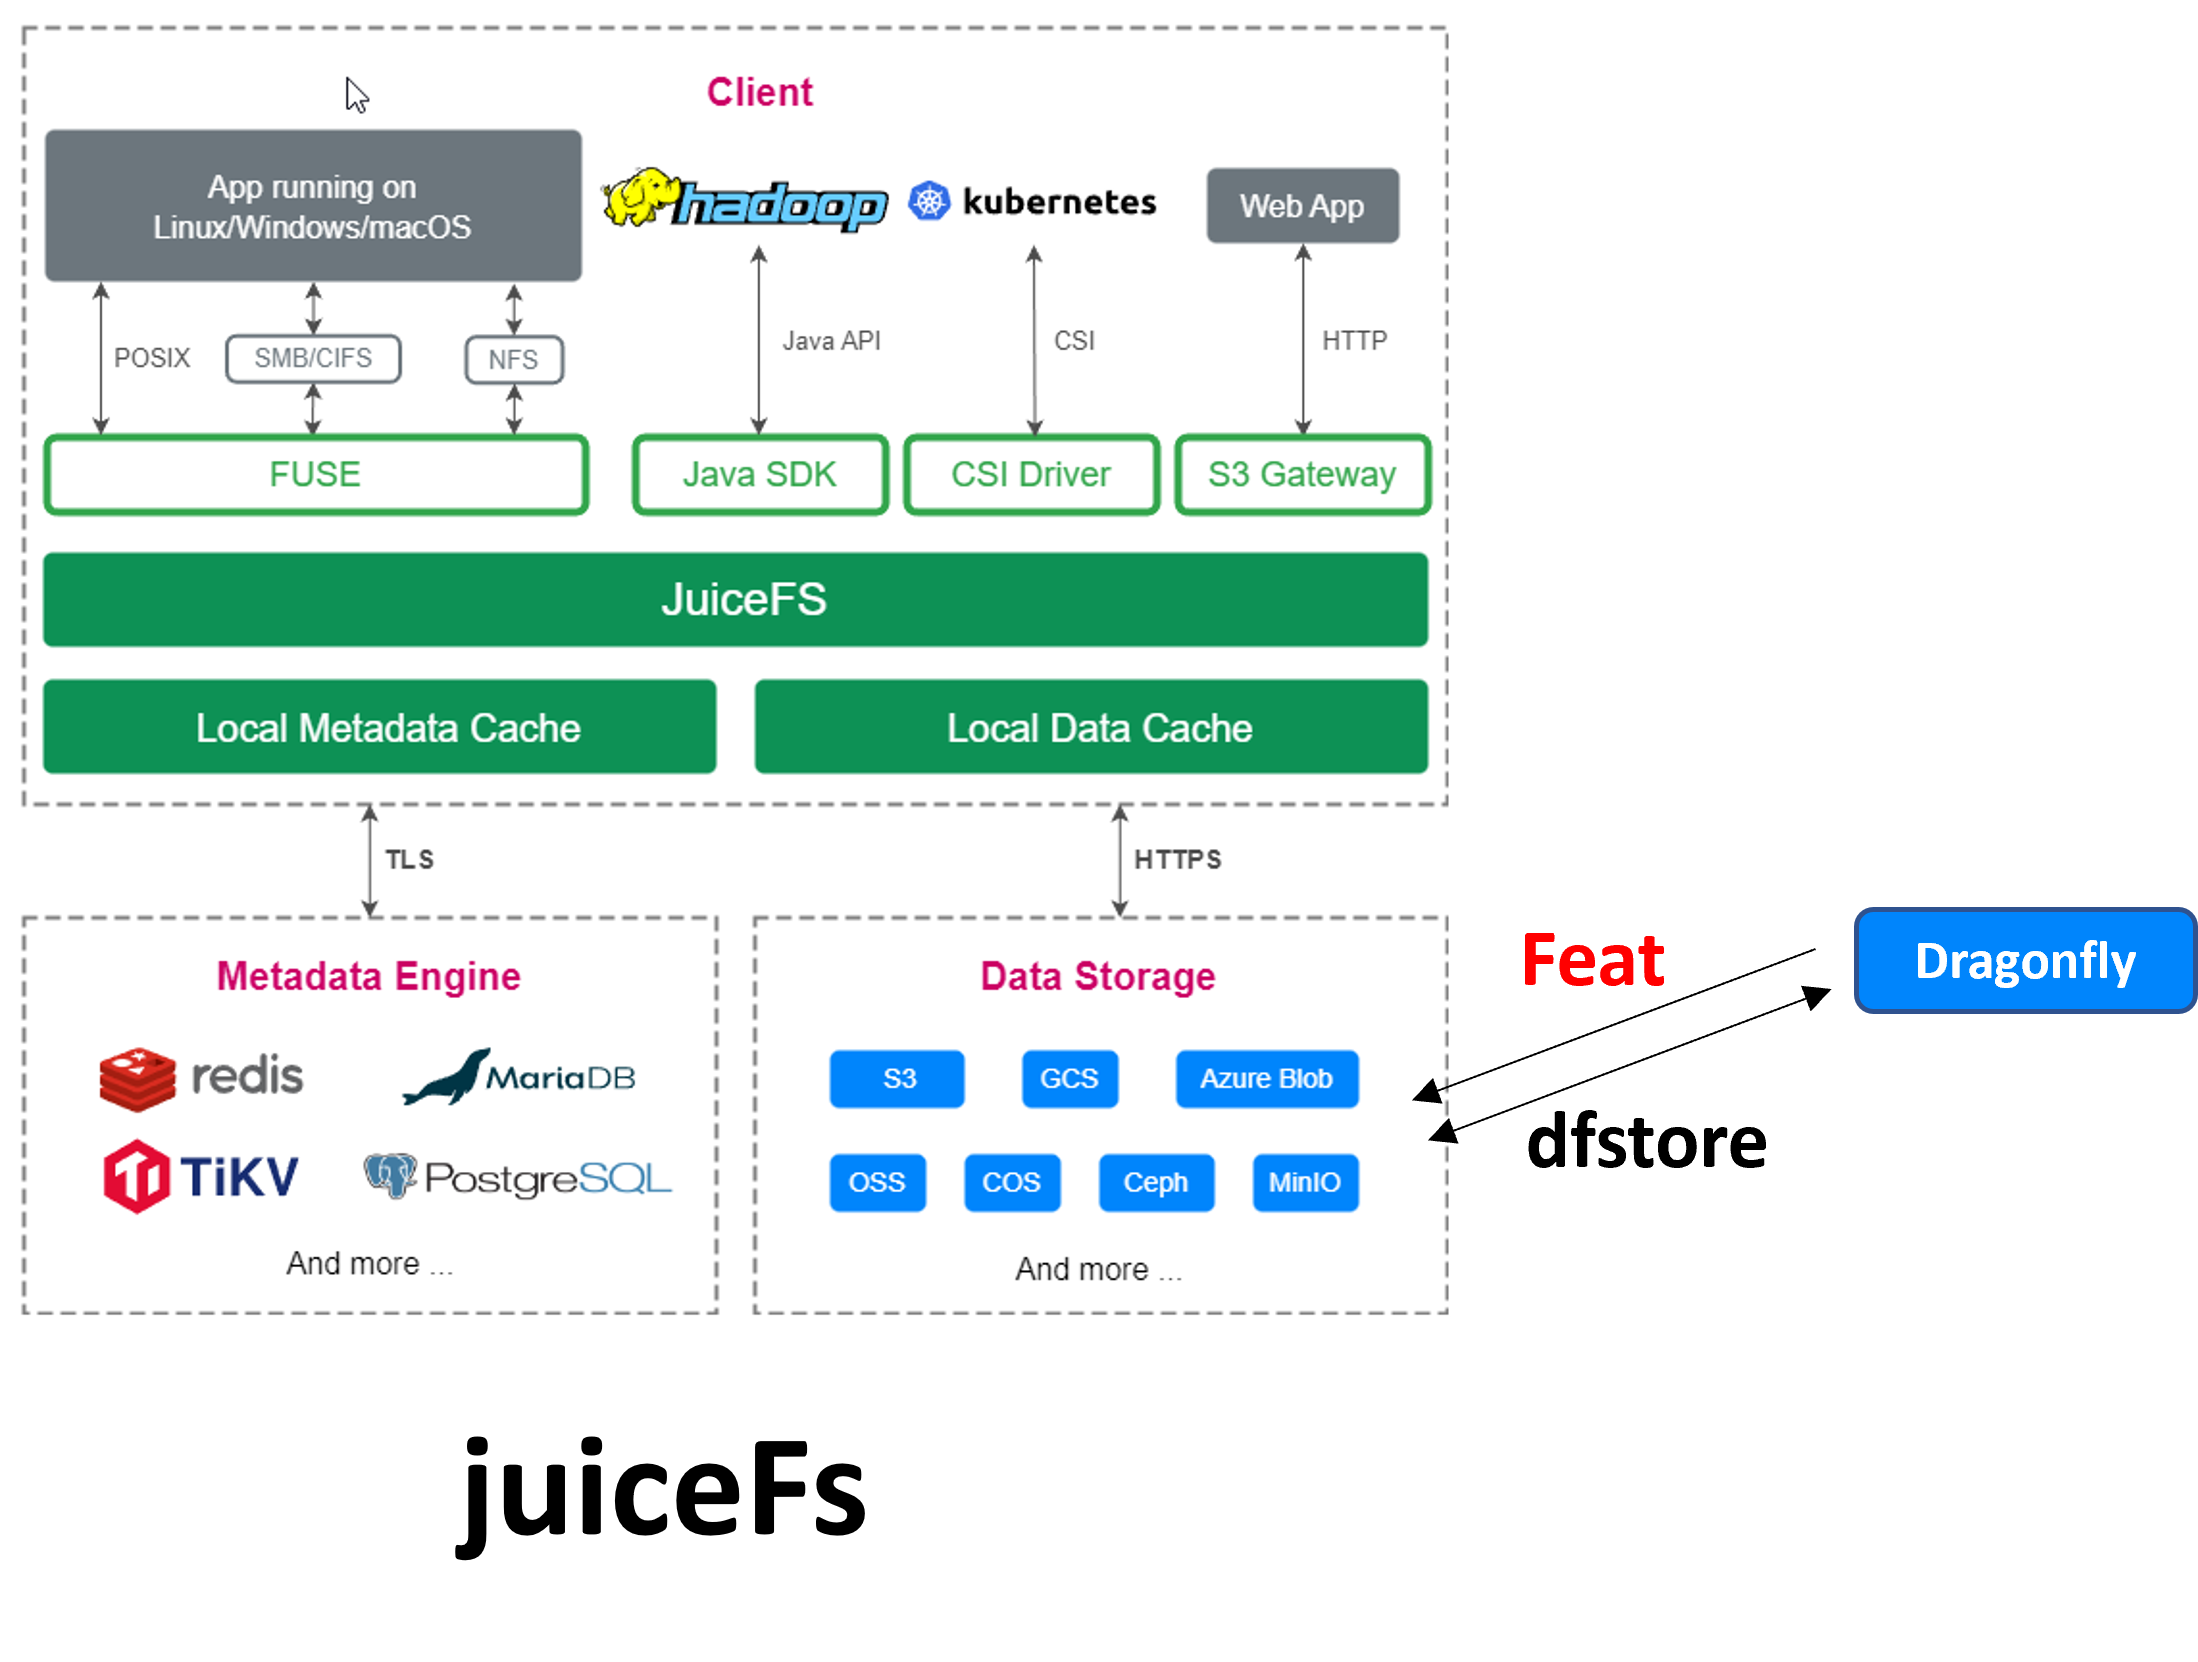 Client
App running on
Linux/Windows/macOS
hadoop
kubernetes
Web App
POSIX
SMB/CIFS
NFS
Java API
CSI
HTTP
FUSE
Java SDK
CSI Driver
S3 Gateway
JuiceFS
Local Metadata Cache
Local Data Cache
TLS
HTTPS
Metadata Engine
redis
MariaDB
TiKV
PostgreSQL
And more ...
Data Storage
S3
GCS
Azure Blob
OSS
COS
Ceph
MinIO
And more ...
Feat
dfstore
Dragonfly
juiceFs